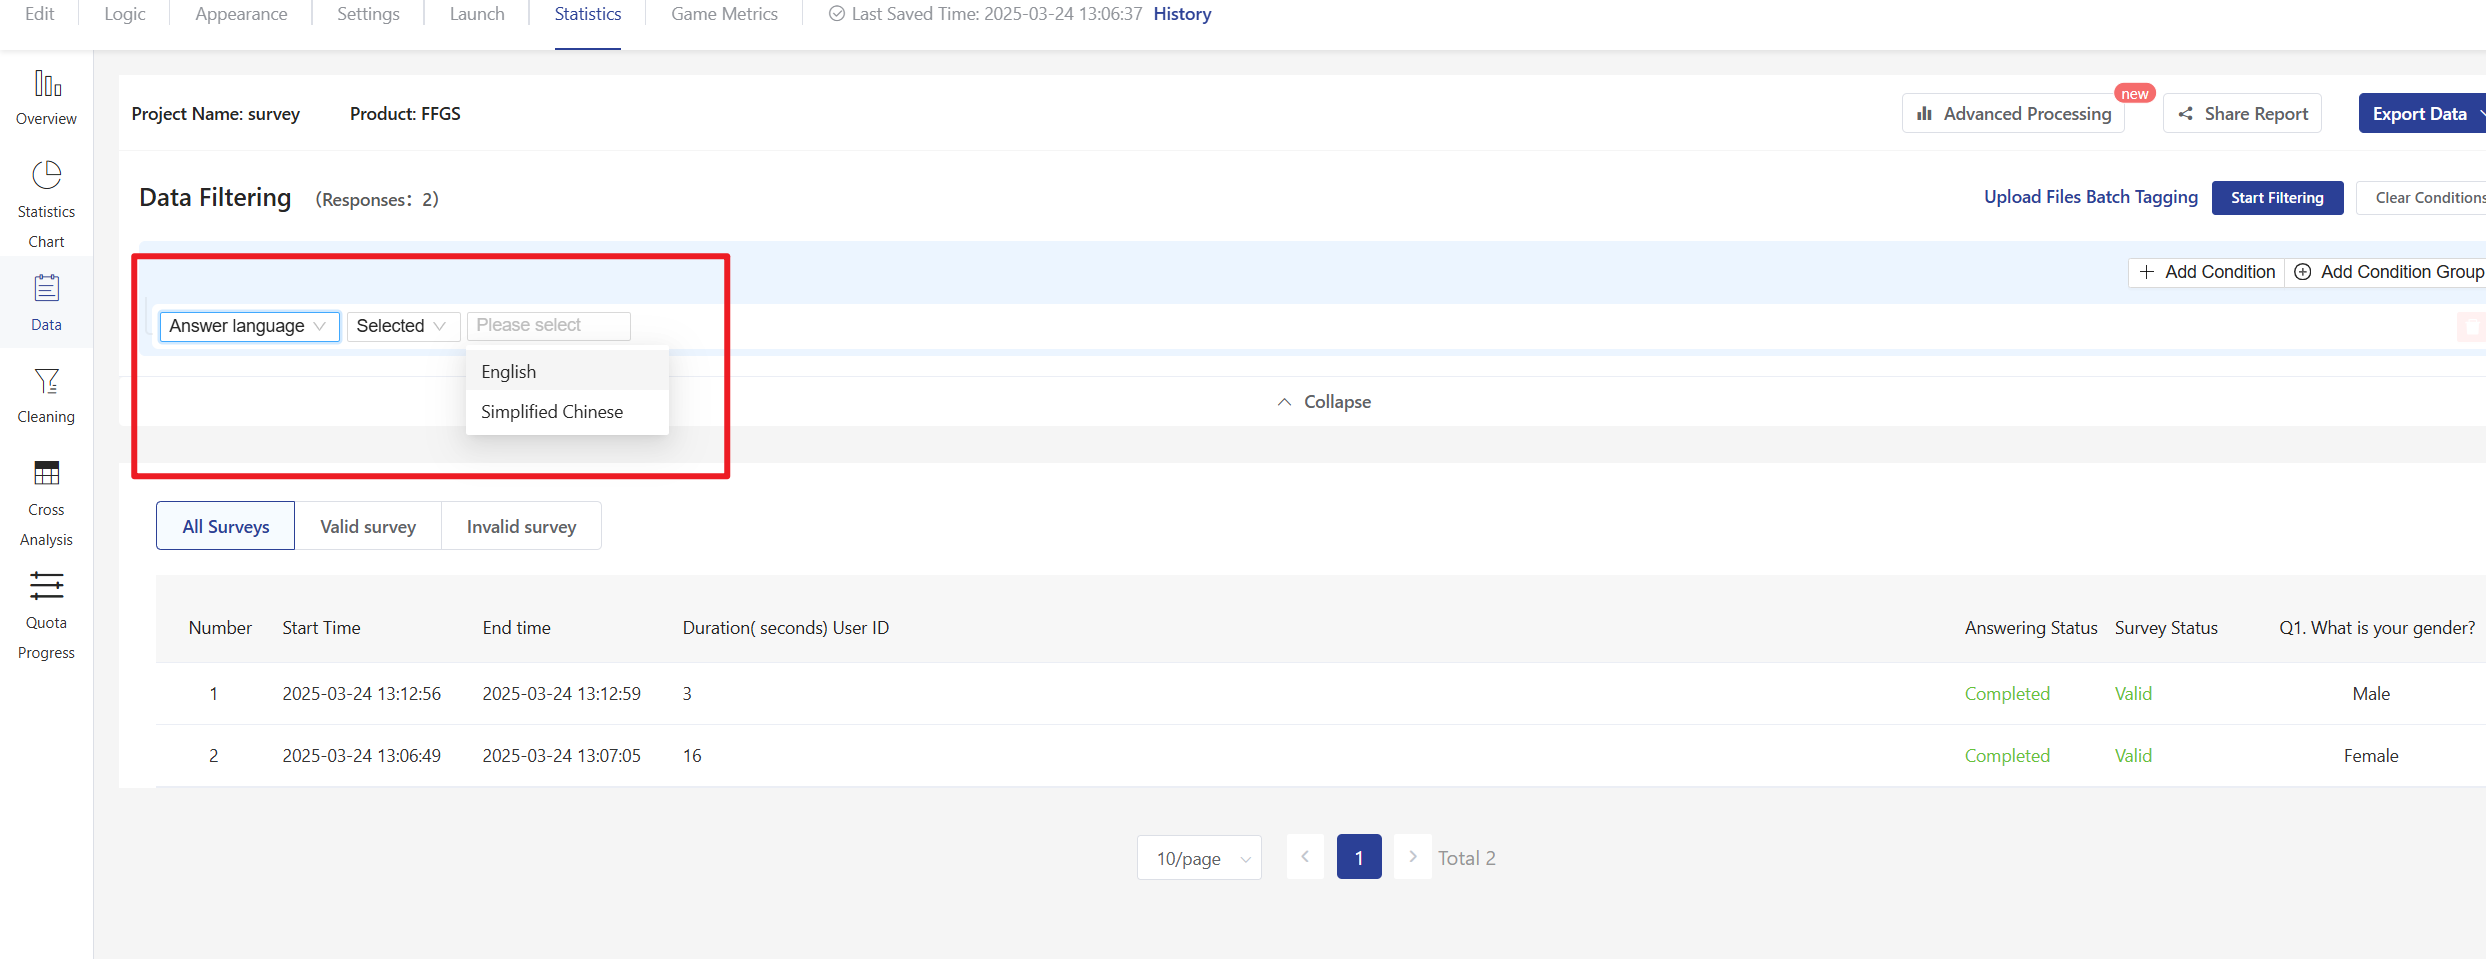 Edit Logic Appearance Settings Launch Statistics Game Metrics Last Saved Time: 2025-03-24 13:06:37 History
Overview
Statistics
Chart
Data
Cleaning
Cross
Analysis
Quota
Progress
Project Name: survey Product: FFGS new Advanced Processing Share Report Export Data
Data Filtering (Responses: 2) Upload Files Batch Tagging Start Filtering Clear Conditions
Add Condition Add Condition Group
Answer language Selected Please select
English
Simplified Chinese
Collapse
All Surveys Valid survey Invalid survey
Number Start Time End time Duration( seconds) User ID Answering Status Survey Status Q1. What is your gender?
1 2025-03-24 13:12:56 2025-03-24 13:12:59 3 Completed Valid Male
2 2025-03-24 13:06:49 2025-03-24 13:07:05 16 Completed Valid Female
10/page 1 Total 2